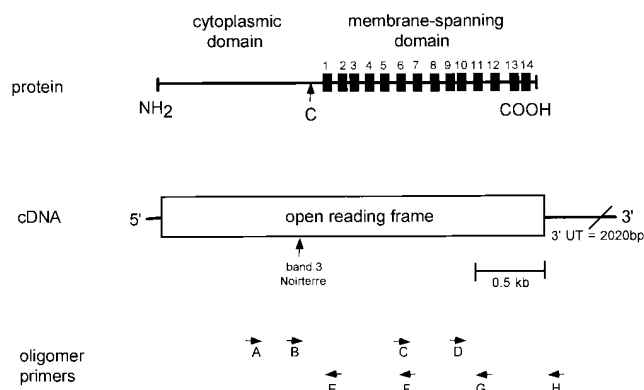 cytoplasmic domain
membrane-spanning domain
1 2 3 4 5 6 7 8 9 10 11 12 13 14
protein
NH2
C
COOH
cDNA
5'
open reading frame
3'
3' UT = 2020bp
band 3
Noirterre
0.5 kb
oligomer
primers
A B C D
E F G H